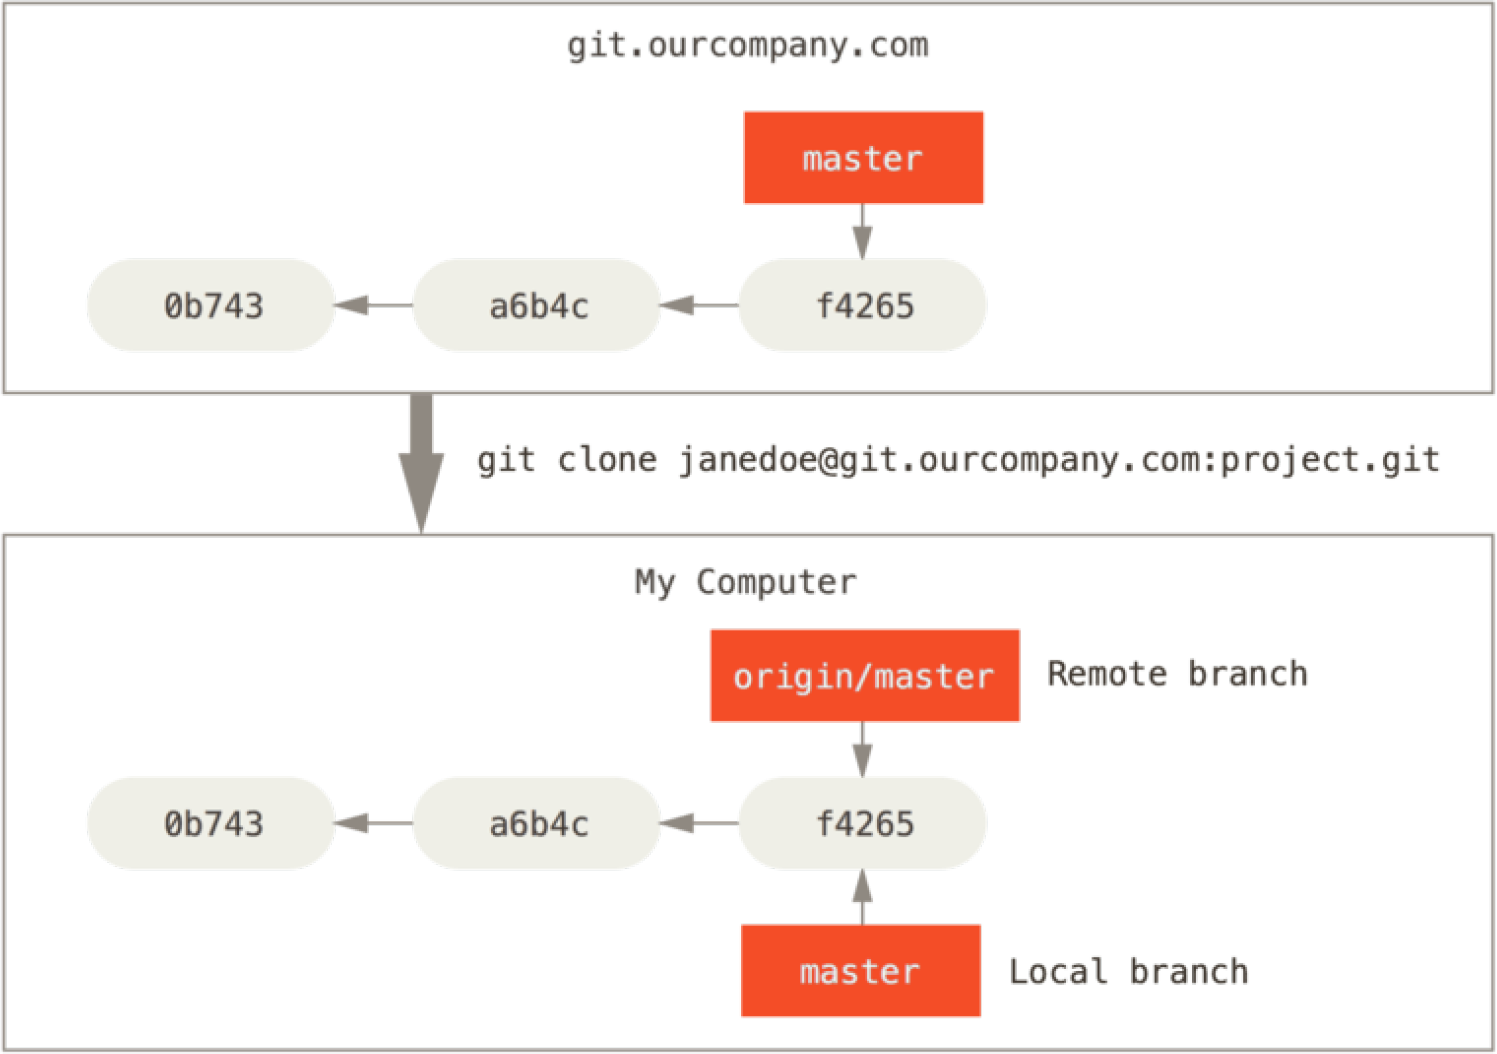 git.ourcompany.com
master
0b743 a6b4c f4265
git clone janedoe@git.ourcompany.com:project.git
My Computer
origin/master Remote branch
0b743 a6b4c f4265
master Local branch